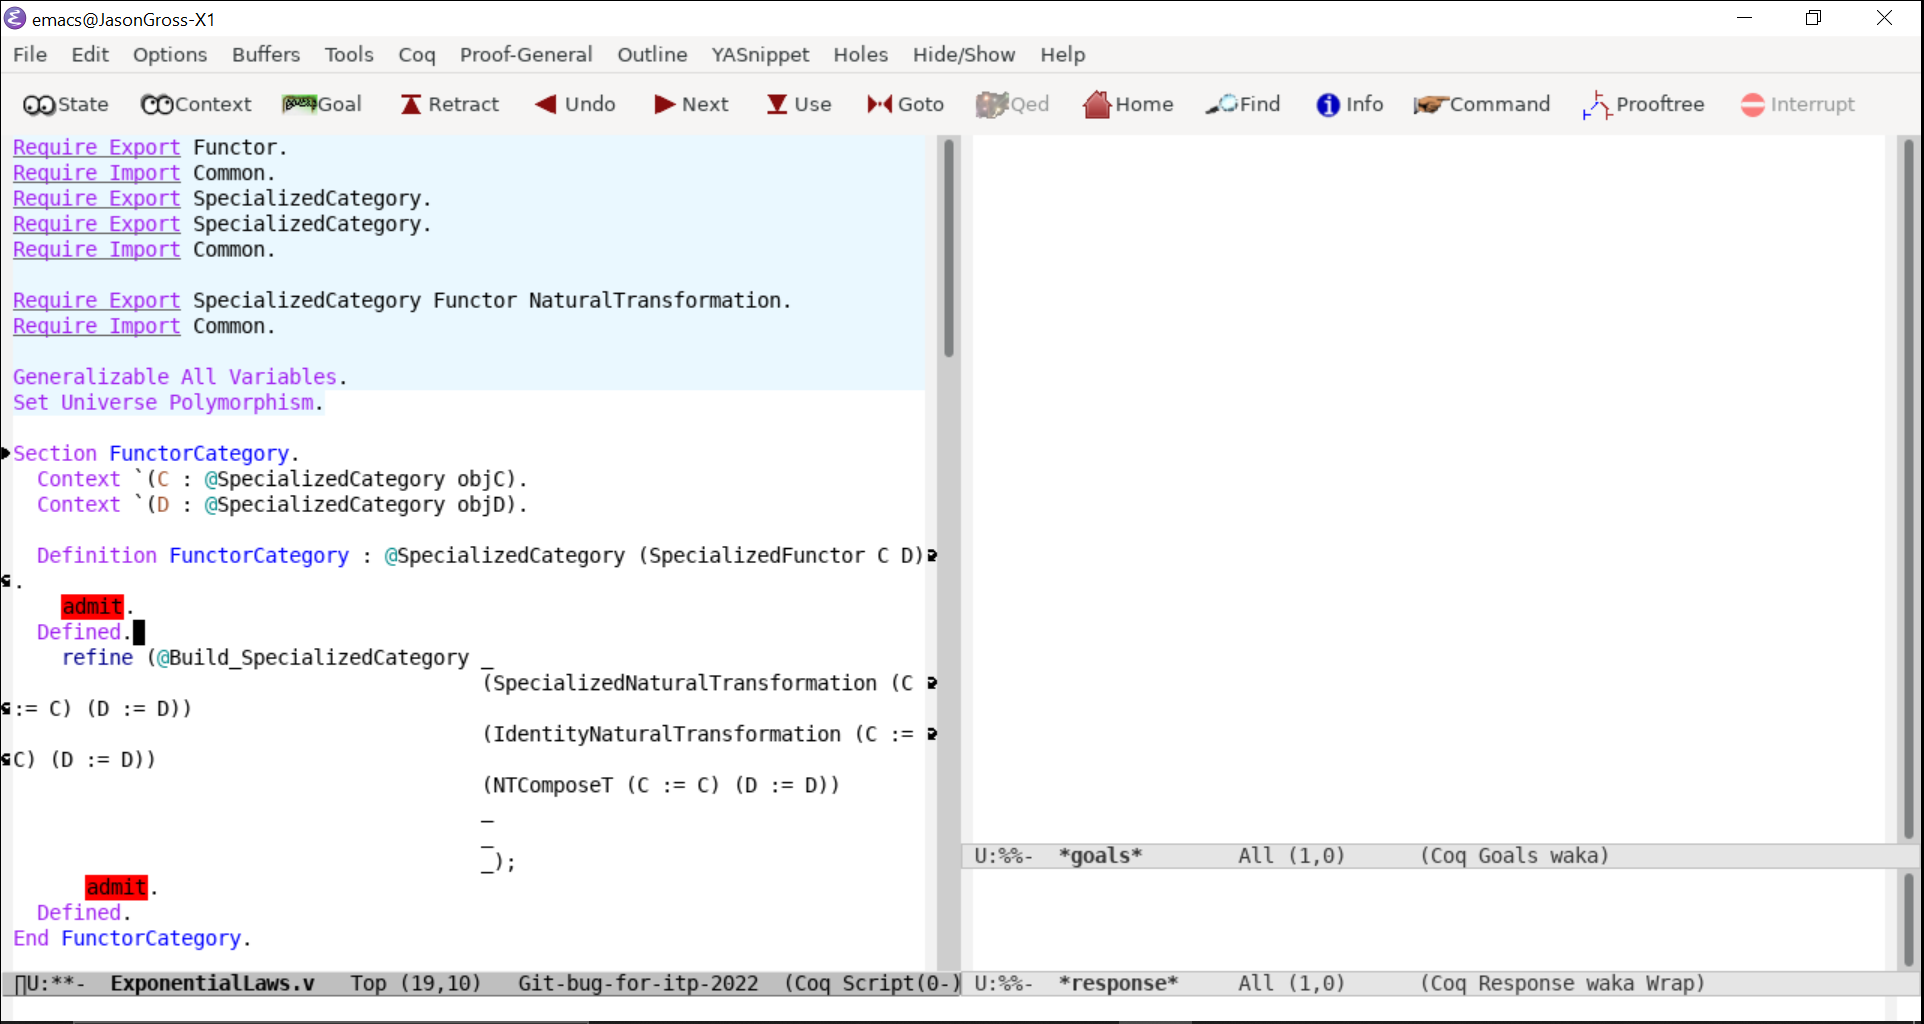 emacs@JasonGross-X1
File Edit Options Buffers Tools Coq Proof-General Outline YASnippet Holes Hide/Show Help
State Context Goal Retract Undo Next Use Goto Qed Home Find Info Command Prooftree Interrupt
Require Export Functor.
Require Import Common.
Require Export SpecializedCategory.
Require Export SpecializedCategory.
Require Import Common.
Require Export SpecializedCategory Functor NaturalTransformation.
Require Import Common.
Generalizable All Variables.
Set Universe Polymorphism.
Section FunctorCategory.
Context `(C : @SpecializedCategory objC).
Context `(D : @SpecializedCategory objD).
Definition FunctorCategory : @SpecializedCategory (SpecializedFunctor C D)
.
admit.
Defined.
refine (@Build_SpecializedCategory _
(SpecializedNaturalTransformation (C
:= C) (D := D))
(IdentityNaturalTransformation (C :=
C) (D := D))
(NTComposeT (C := C) (D := D))
_
_
_);
admit.
Defined.
End FunctorCategory.
U:**- ExponentialLaws.v Top (19,10) Git-bug-for-itp-2022 (Coq Script(0-)
U:%%- *goals* All (1,0) (Coq Goals waka)
U:%%- *response* All (1,0) (Coq Response waka Wrap)